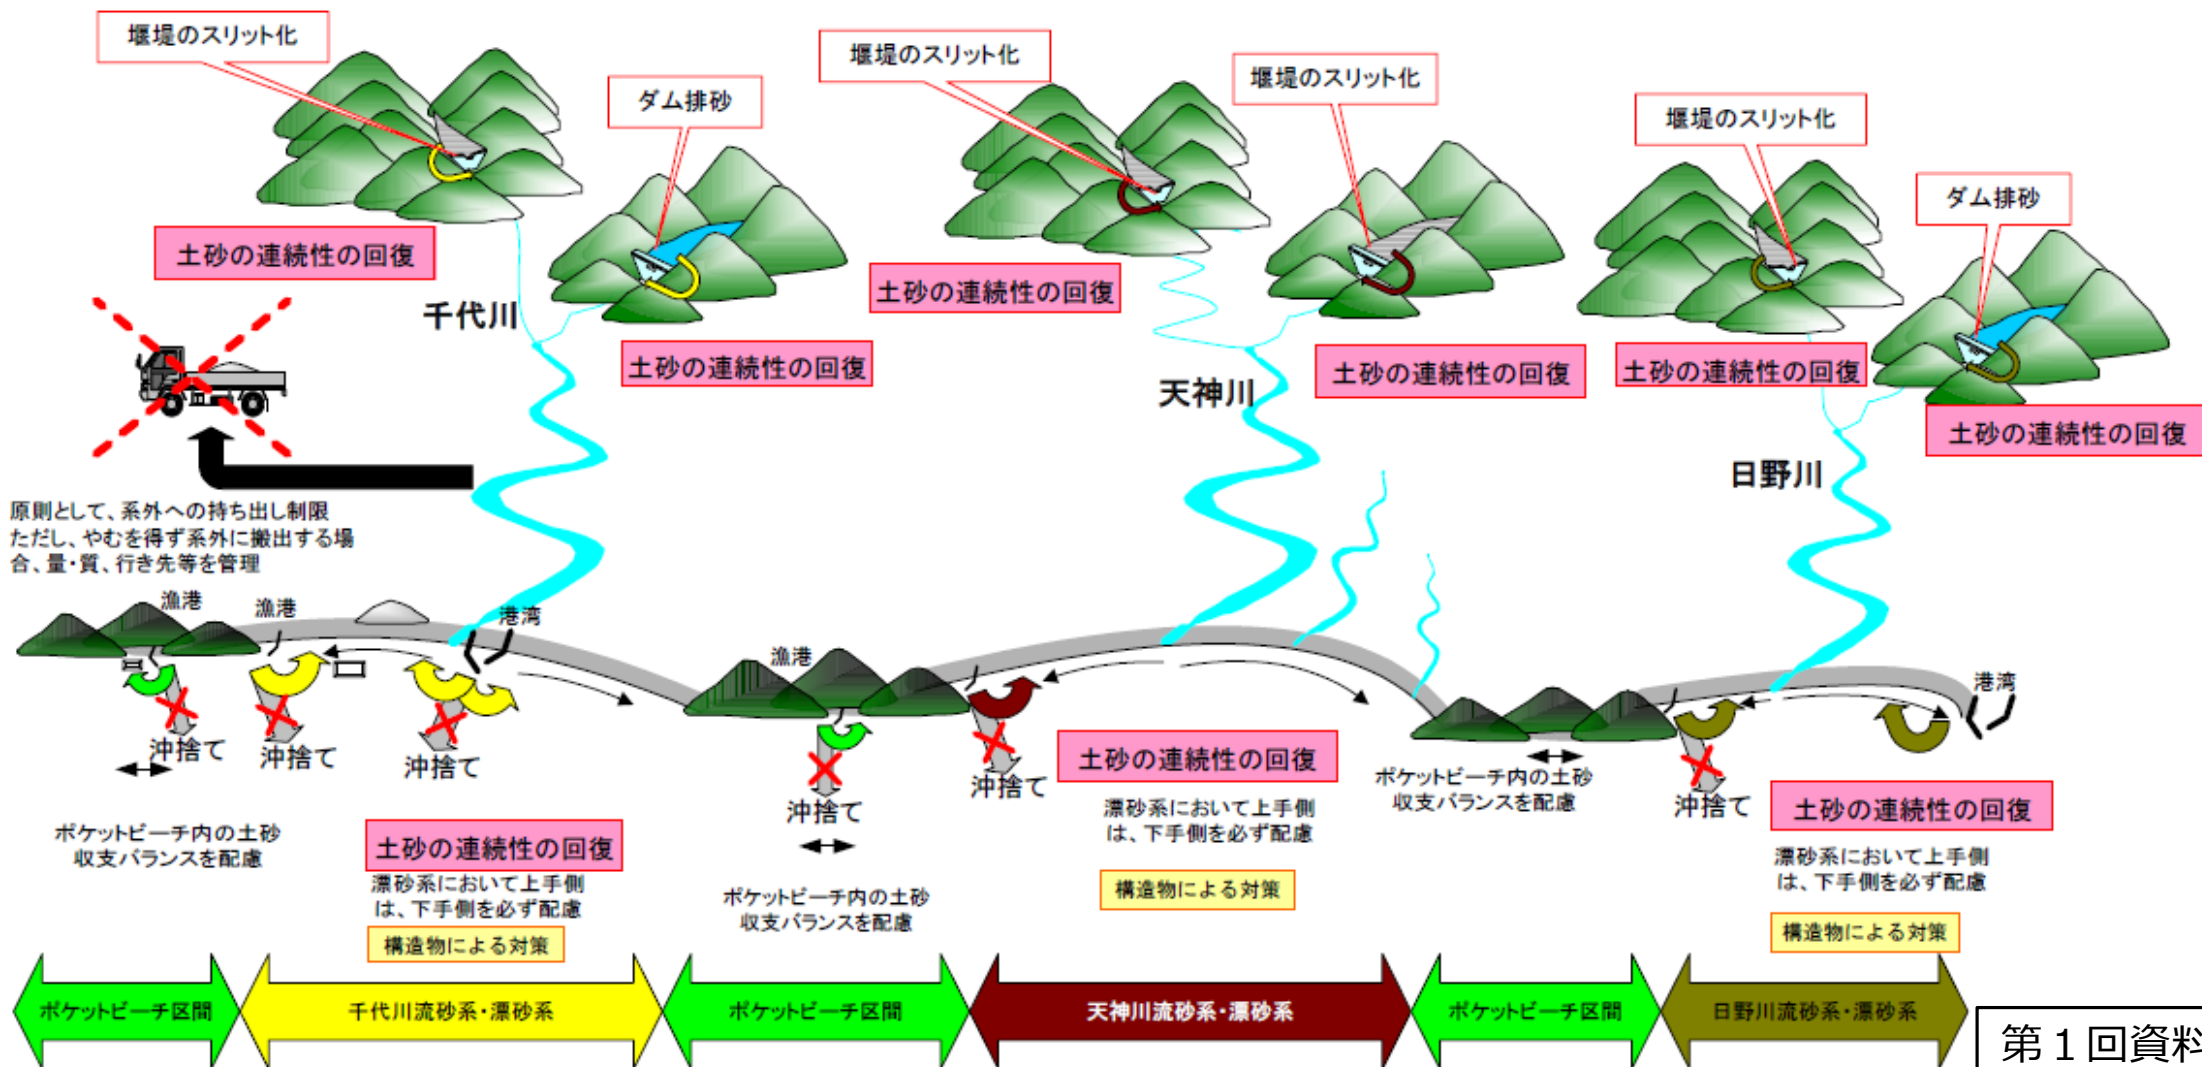 堰堤のスリット化
ダム排砂
堰堤のスリット化
堰堤のスリット化
堰堤のスリット化
ダム排砂
土砂の連続性の回復
千代川
土砂の連続性の回復
土砂の連続性の回復
天神川
土砂の連続性の回復
土砂の連続性の回復
日野川
土砂の連続性の回復
原則として、系外への持ち出し制限
ただし、やむを得ず系外に搬出する場
合、量・質、行き先等を管理
漁港
漁港
港湾
漁港
港湾
沖捨て
沖捨て
沖捨て
沖捨て
沖捨て
沖捨て
ポケットビーチ内の土砂
収支バランスを配慮
土砂の連続性の回復
漂砂系において上手側
は、下手側を必ず配慮
構造物による対策
ポケットビーチ内の土砂
収支バランスを配慮
土砂の連続性の回復
漂砂系において上手側
は、下手側を必ず配慮
構造物による対策
ポケットビーチ内の土砂
収支バランスを配慮
土砂の連続性の回復
漂砂系において上手側
は、下手側を必ず配慮
構造物による対策
ポケットビーチ区間
千代川流砂系・漂砂系
ポケットビーチ区間
天神川流砂系・漂砂系
ポケットビーチ区間
日野川流砂系・漂砂系
第1回資料